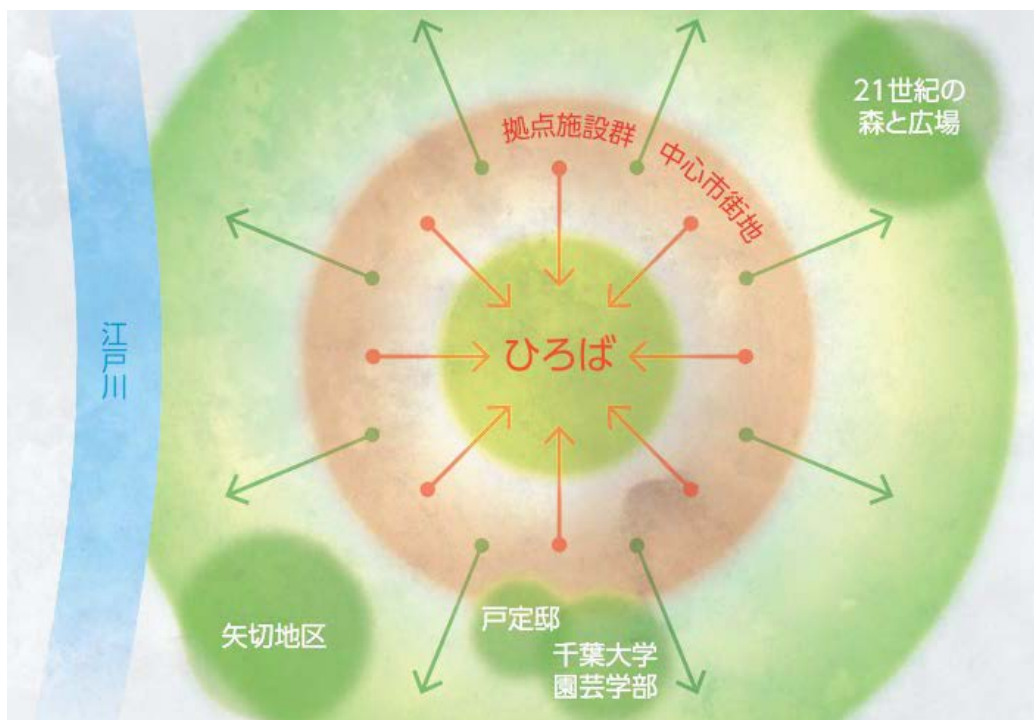 21世紀の
森と広場
拠点施設群
中心市街地
ひろば
江戸川
矢切地区
戸定邸
千葉大学
園芸学部